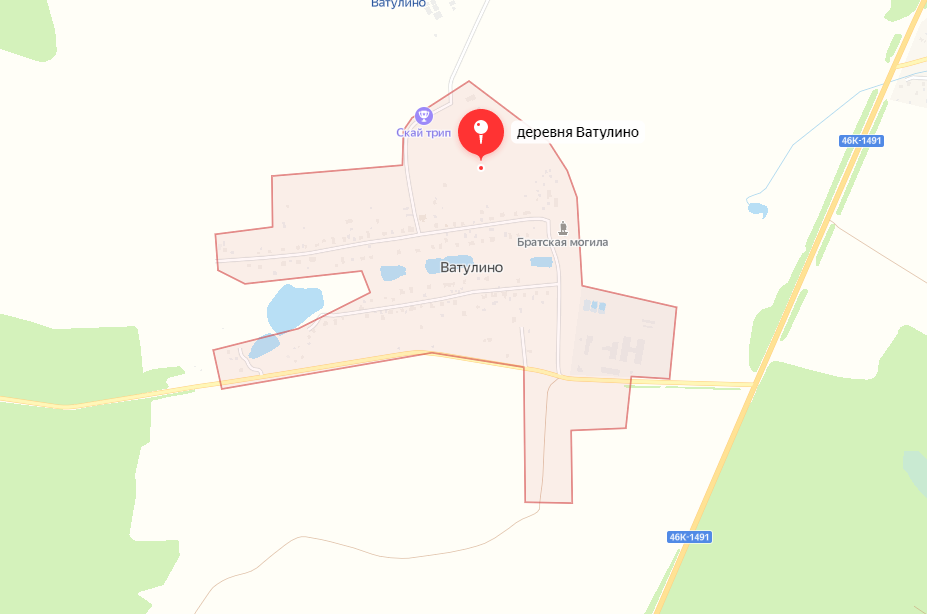 Ватулино
Скай трип
деревня Ватулино
46К-1491
Братская могила
Ватулино
46К-1491